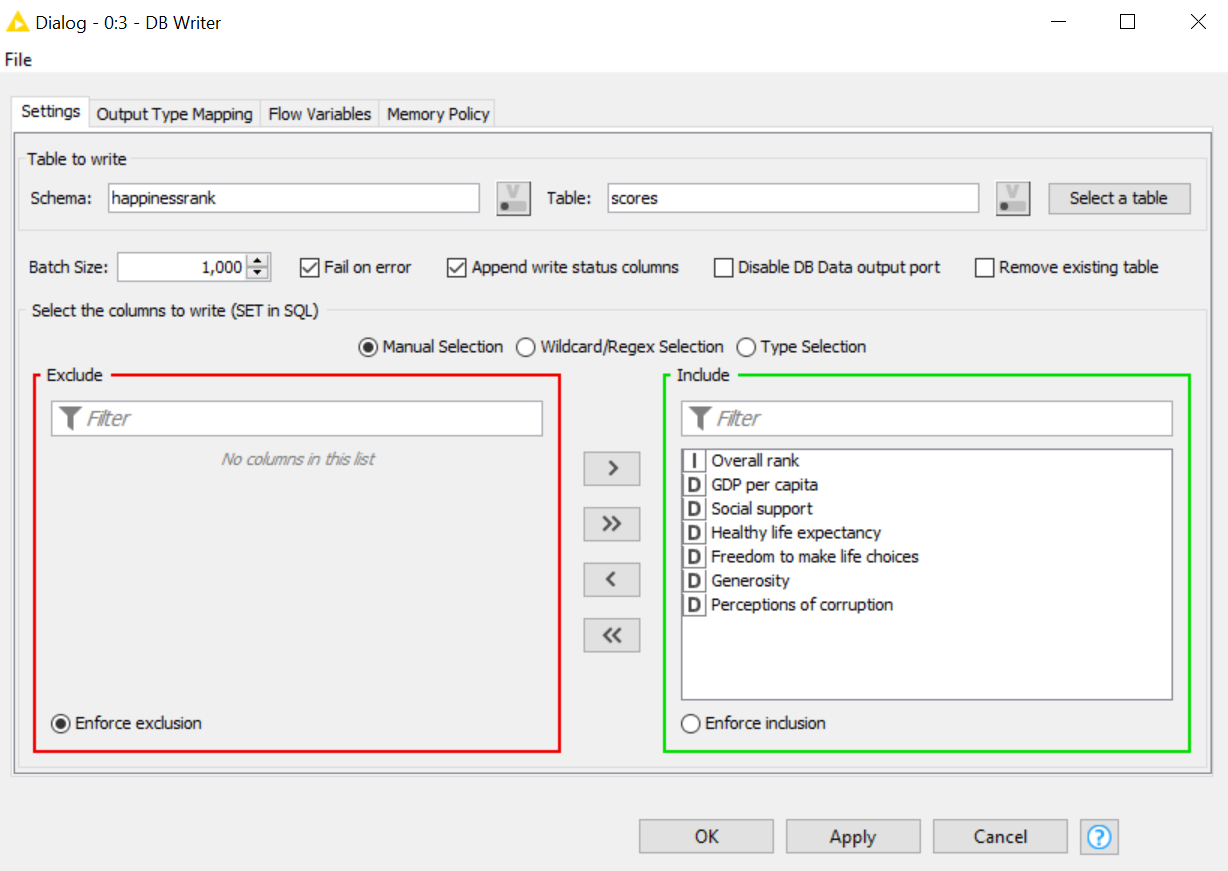 Dialog - 0:3 - DB Writer
File
Settings Output Type Mapping Flow Variables Memory Policy
Table to write
Schema: happinessrank V Table: scores V Select a table
Batch Size: 1,000 Fail on error Append write status columns Disable DB Data output port Remove existing table
Select the columns to write (SET in SQL)
Manual Selection Wildcard/Regex Selection Type Selection
Exclude
Filter
No columns in this list
Enforce exclusion
>
>>
<
<<
Include
Filter
I Overall rank
D GDP per capita
D Social support
D Healthy life expectancy
D Freedom to make life choices
D Generosity
D Perceptions of corruption
Enforce inclusion
OK Apply Cancel ?